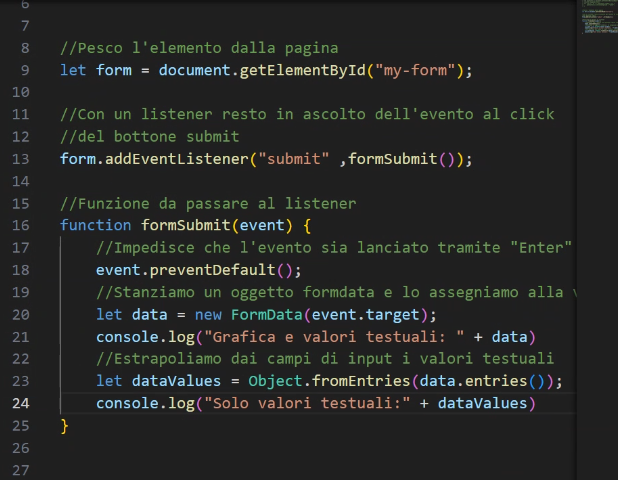 6
7
8 //Pesco l'elemento dalla pagina
9 let form = document.getElementById("my-form");
10
11 //Con un listener resto in ascolto dell'evento al click
12 //del bottone submit
13 form.addEventListener("submit" ,formSubmit());
14
15 //Funzione da passare al listener
16 function formSubmit(event) {
17 //Impedisce che l'evento sia lanciato tramite "Enter"
18 event.preventDefault();
19 //Stanziamo un oggetto formdata e lo assegniamo alla v
20 let data = new FormData(event.target);
21 console.log("Grafica e valori testuali: " + data)
22 //Estrapoliamo dai campi di input i valori testuali
23 let dataValues = Object.fromEntries(data.entries());
24 console.log("Solo valori testuali:" + dataValues)
25 }
26
27